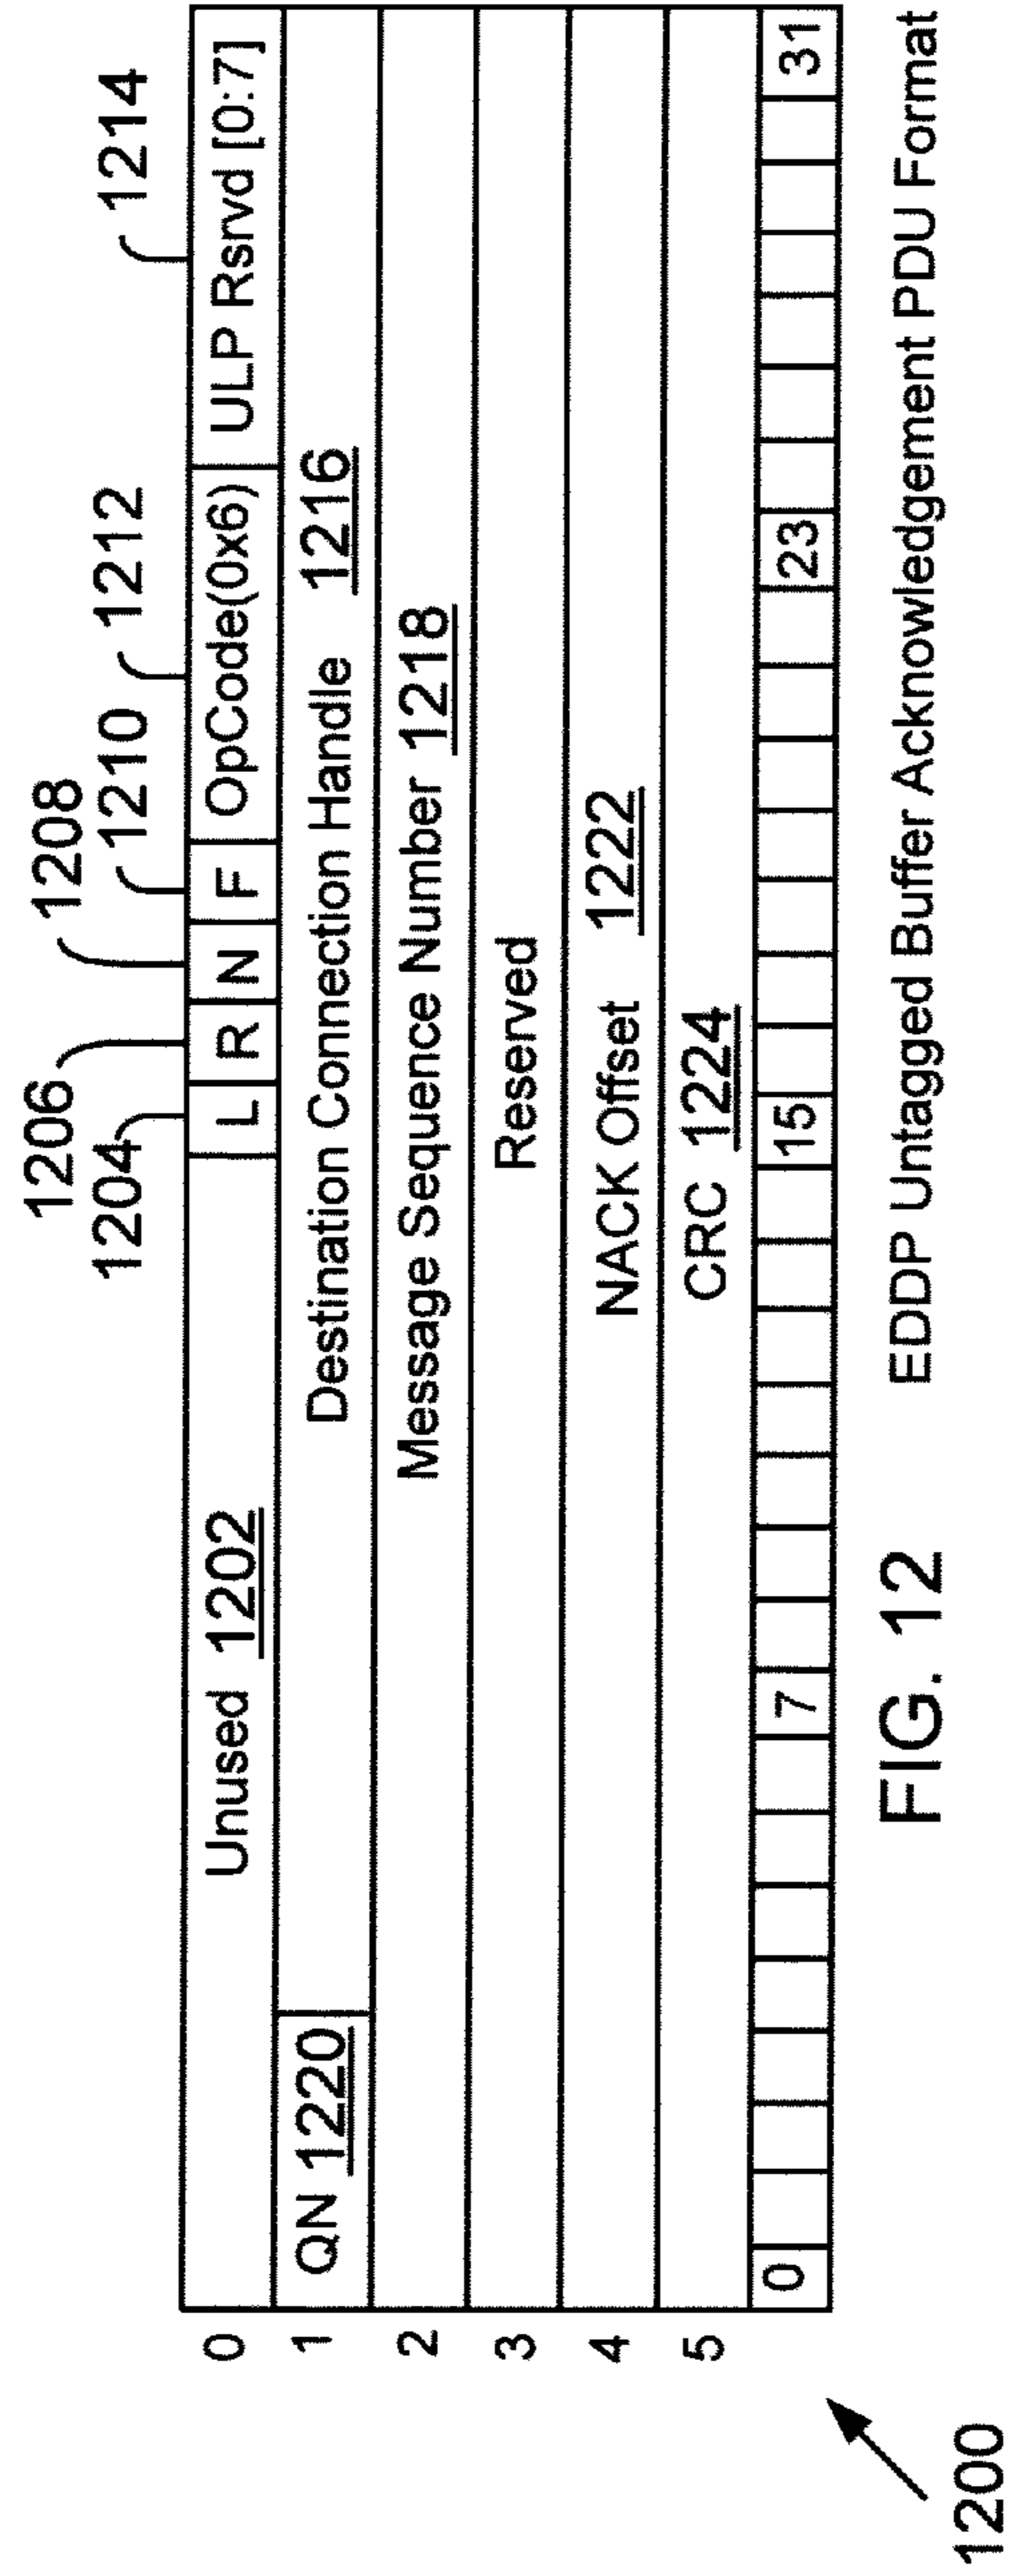 1206 1208
1204 1210 1212 1214
0 Unused 1202 L R N F OpCode(0x6) ULP Rsrvd [0:7]
1 QN 1220 Destination Connection Handle 1216
2 Message Sequence Number 1218
3 Reserved
4 NACK Offset 1222
5 CRC 1224
0 7 15 23 31
FIG. 12 EDDP Untagged Buffer Acknowledgement PDU Format
1200